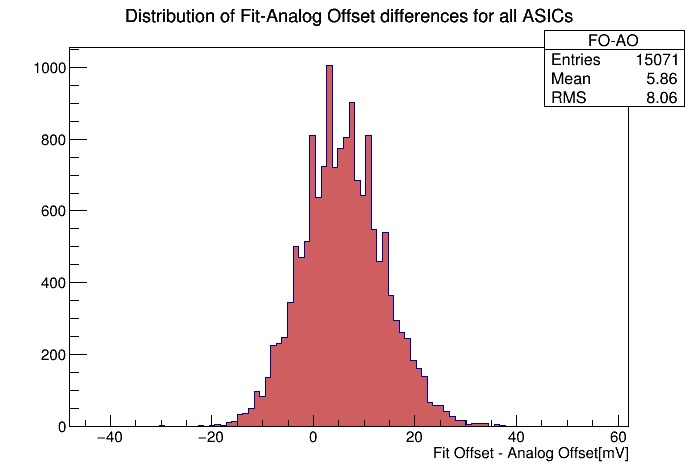 Distribution of Fit-Analog Offset differences for all ASICs
FO-AO
Entries 15071
Mean 5.86
RMS 8.06
1000
800
600
400
200
0
−40 −20 0 20 40 60
Fit Offset - Analog Offset[mV]